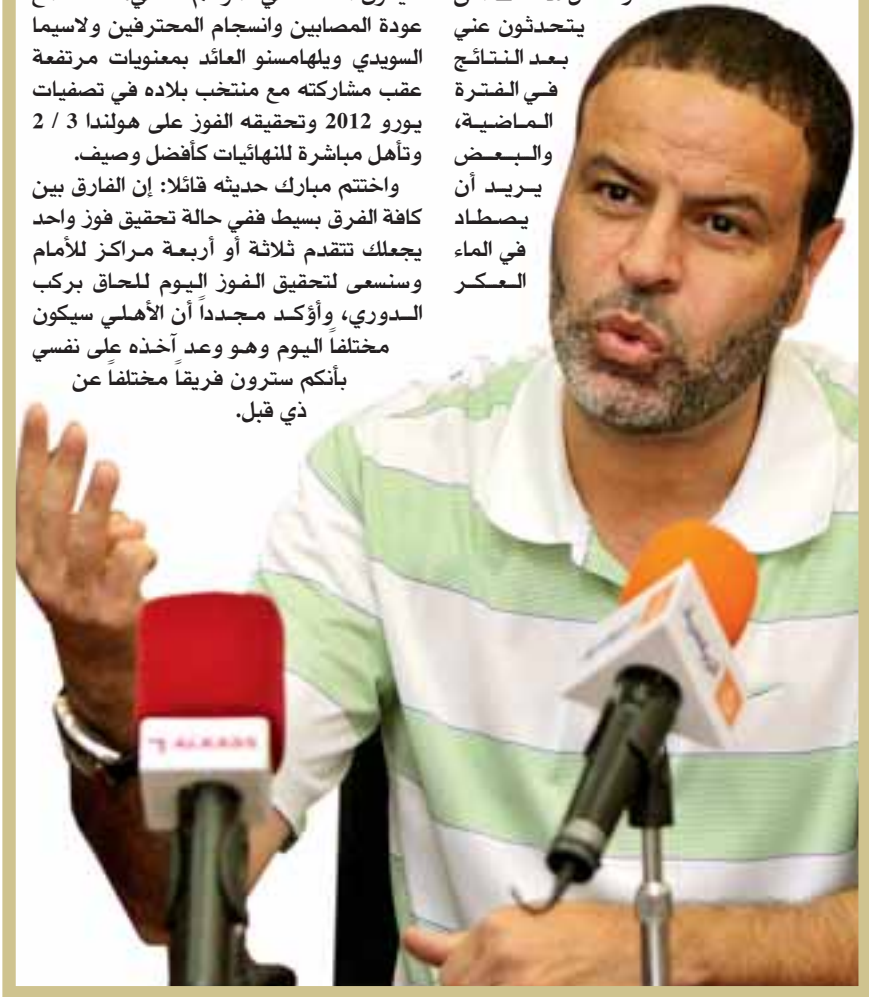 يتحدثون عني
بعد النتائج
في الفترة
الماضية،
والبعض
يريد أن
يصطاد
في الماء
العكر
عودة المصابين وانسجام المحترفين ولاسيما
السويدي ويلهامسنو العائد بمعنويات مرتفعة
عقب مشاركته مع منتخب بلاده في تصفيات
يورو 2012 وتحقيقه الفوز على هولندا 3 / 2
وتأهل مباشرة للنهائيات كأفضل وصيف.
واختتم مبارك حديثه قائلا: إن الفارق بين
كافة الفرق بسيط ففي حالة تحقيق فوز واحد
يجعلك تتقدم ثلاثة أو أربعة مراكز للأمام
وسنسعى لتحقيق الفوز اليوم للحاق بركب
الدوري، وأؤكد مجدداً أن الأهلي سيكون
مختلفاً اليوم وهو وعد آخذه على نفسي
بأنكم سترون فريقاً مختلفاً عن
ذي قبل.
ALKASS